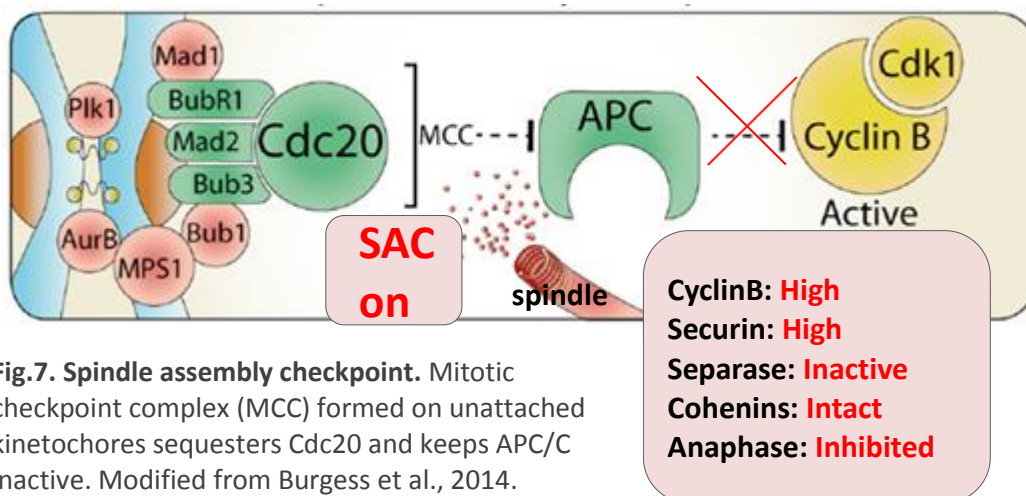 Mad1
Plk1
BubR1
Mad2
Bub3
Cdc20
AurB
MPS1
Bub1
MCC
APC
Cdk1
Cyclin B
Active
SAC
on
spindle
CyclinB: High
Securin: High
Separase: Inactive
Cohenins: Intact
Anaphase: Inhibited
Fig.7. Spindle assembly checkpoint. Mitotic
checkpoint complex (MCC) formed on unattached
kinetochores sequesters Cdc20 and keeps APC/C
inactive. Modified from Burgess et al., 2014.